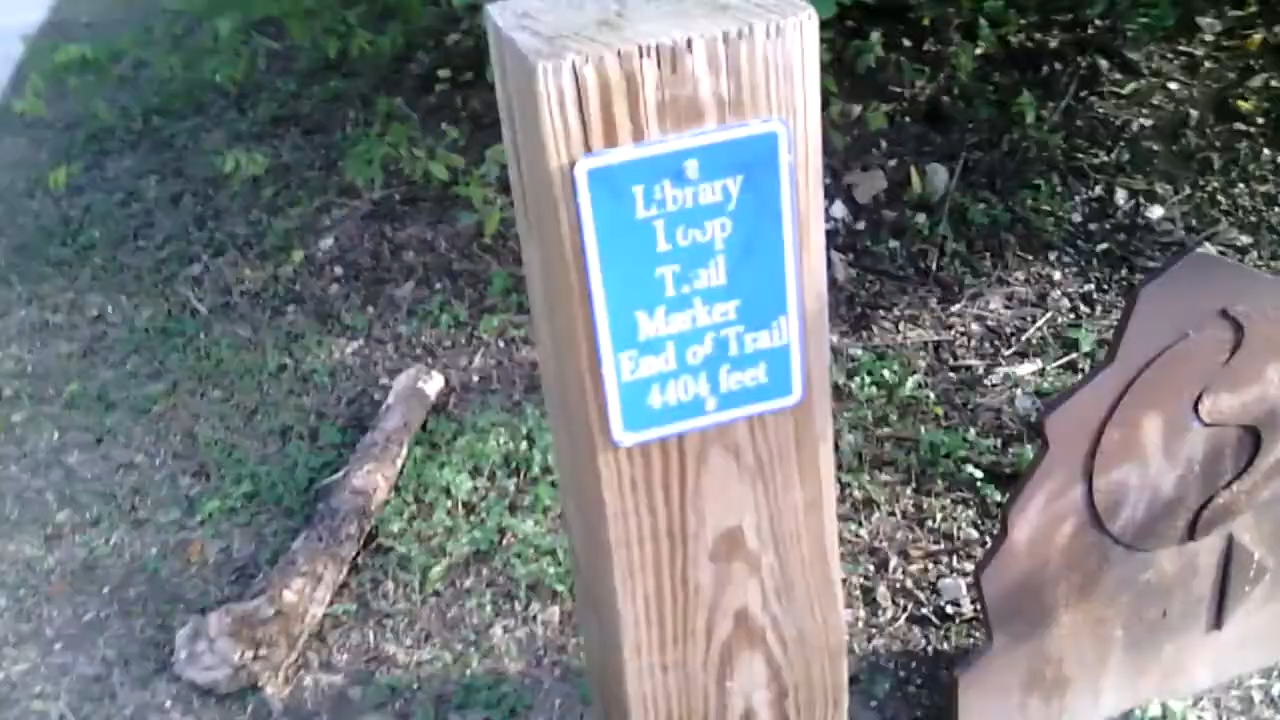 Library
Loop
Trail
Marker
End of Trail
4404 feet